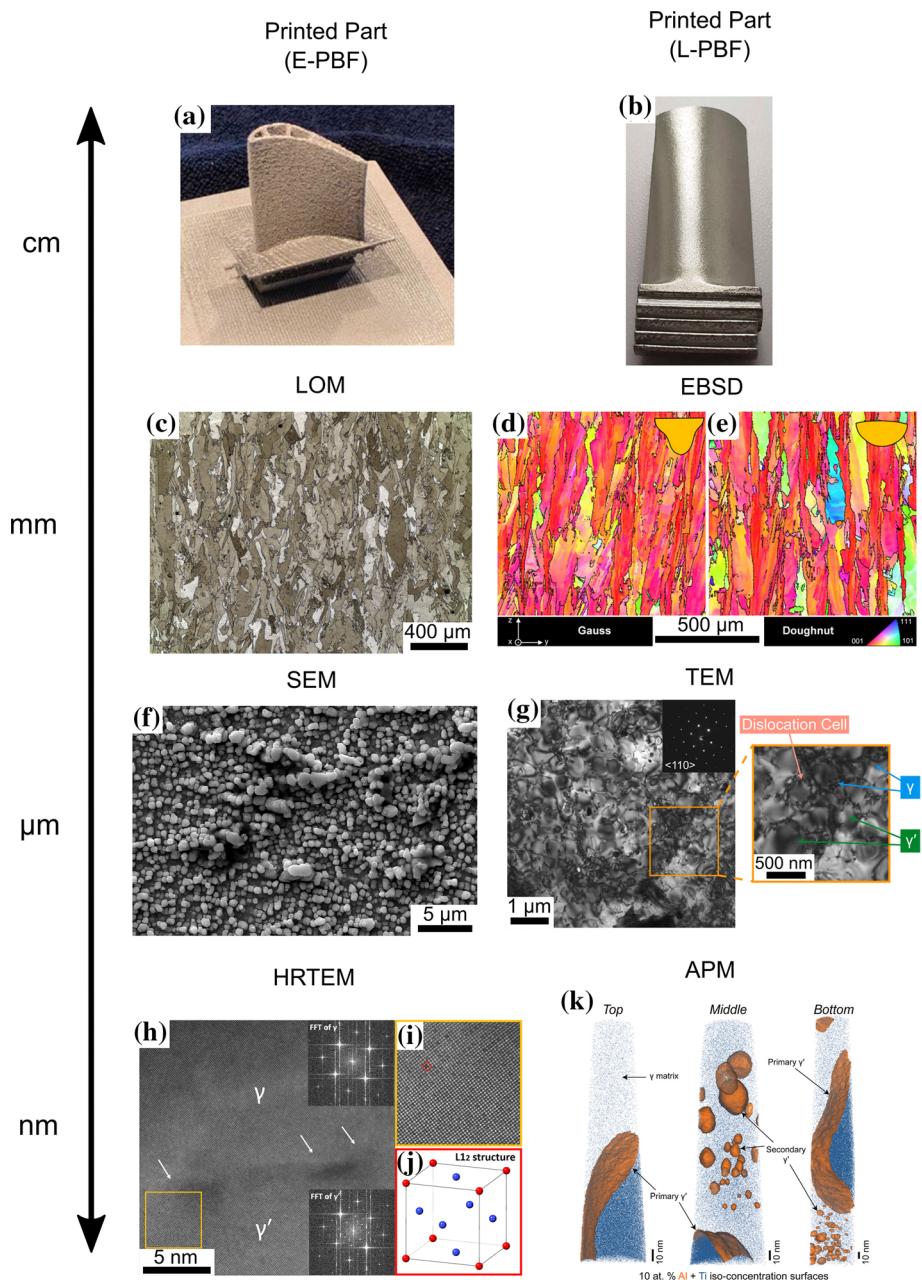 Printed Part
(E-PBF)
Printed Part
(L-PBF)
cm
(a)
(b)
LOM
EBSD
mm
(c)
400 µm
(d)
(e)
z
x
y
Gauss
500 µm
Doughnut
111
001
101
SEM
TEM
µm
(f)
5 µm
(g)
<110>
1 µm
Dislocation Cell
γ
γ'
500 nm
HRTEM
APM
nm
(h)
FFT of γ
γ
γ'
FFT of γ'
5 nm
(i)
(j)
L1₂ structure
(k)
Top
Middle
Bottom
γ matrix
Primary γ'
Secondary
γ'
Primary γ'
10 nm
10 nm
10 nm
10 at. % Al + Ti iso-concentration surfaces